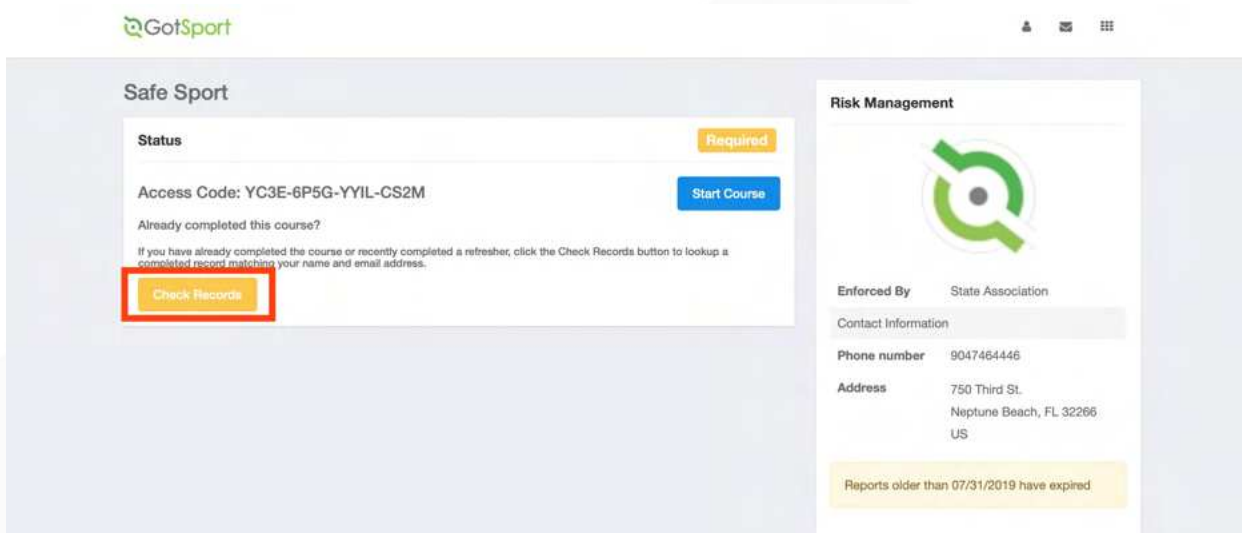 GotSport
Safe Sport
Status
Required
Access Code: YC3E-6P5G-YYIL-CS2M
Start Course
Already completed this course?
If you have already completed the course or recently completed a refresher, click the Check Records button to lookup a
completed record matching your name and email address.
Check Records
Risk Management
Enforced By State Association
Contact Information
Phone number 9047464446
Address 750 Third St.
Neptune Beach, FL 32266
US
Reports older than 07/31/2019 have expired